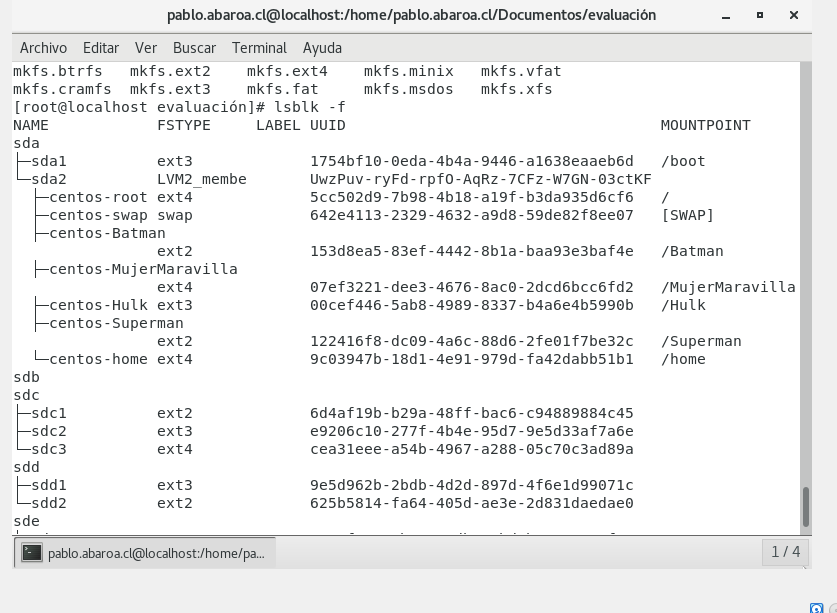 pablo.abaroa.cl@localhost:/home/pablo.abaroa.cl/Documentos/evaluación
Archivo Editar Ver Buscar Terminal Ayuda
mkfs.btrfs mkfs.ext2 mkfs.ext4 mkfs.minix mkfs.vfat
mkfs.cramfs mkfs.ext3 mkfs.fat mkfs.msdos mkfs.xfs
[root@localhost evaluación]# lsblk -f
NAME FSTYPE LABEL UUID MOUNTPOINT
sda
├─sda1 ext3 1754bf10-0eda-4b4a-9446-a1638eaaeb6d /boot
└─sda2 LVM2_membe UwzPuv-ryFd-rpfO-AqRz-7CFz-W7GN-03ctKF
├─centos-root ext4 5cc502d9-7b98-4b18-a19f-b3da935d6cf6 /
├─centos-swap swap 642e4113-2329-4632-a9d8-59de82f8ee07 [SWAP]
├─centos-Batman
ext2 153d8ea5-83ef-4442-8b1a-baa93e3baf4e /Batman
├─centos-MujerMaravilla
ext4 07ef3221-dee3-4676-8ac0-2dcd6bcc6fd2 /MujerMaravilla
├─centos-Hulk ext3 00cef446-5ab8-4989-8337-b4a6e4b5990b /Hulk
├─centos-Superman
ext2 122416f8-dc09-4a6c-88d6-2fe01f7be32c /Superman
└─centos-home ext4 9c03947b-18d1-4e91-979d-fa42dabb51b1 /home
sdb
sdc
├─sdc1 ext2 6d4af19b-b29a-48ff-bac6-c94889884c45
├─sdc2 ext3 e9206c10-277f-4b4e-95d7-9e5d33af7a6e
└─sdc3 ext4 cea31eee-a54b-4967-a288-05c70c3ad89a
sdd
├─sdd1 ext3 9e5d962b-2bdb-4d2d-897d-4f6e1d99071c
└─sdd2 ext2 625b5814-fa64-405d-ae3e-2d831daedae0
sde
pablo.abaroa.cl@localhost:/home/pa... 1 / 4